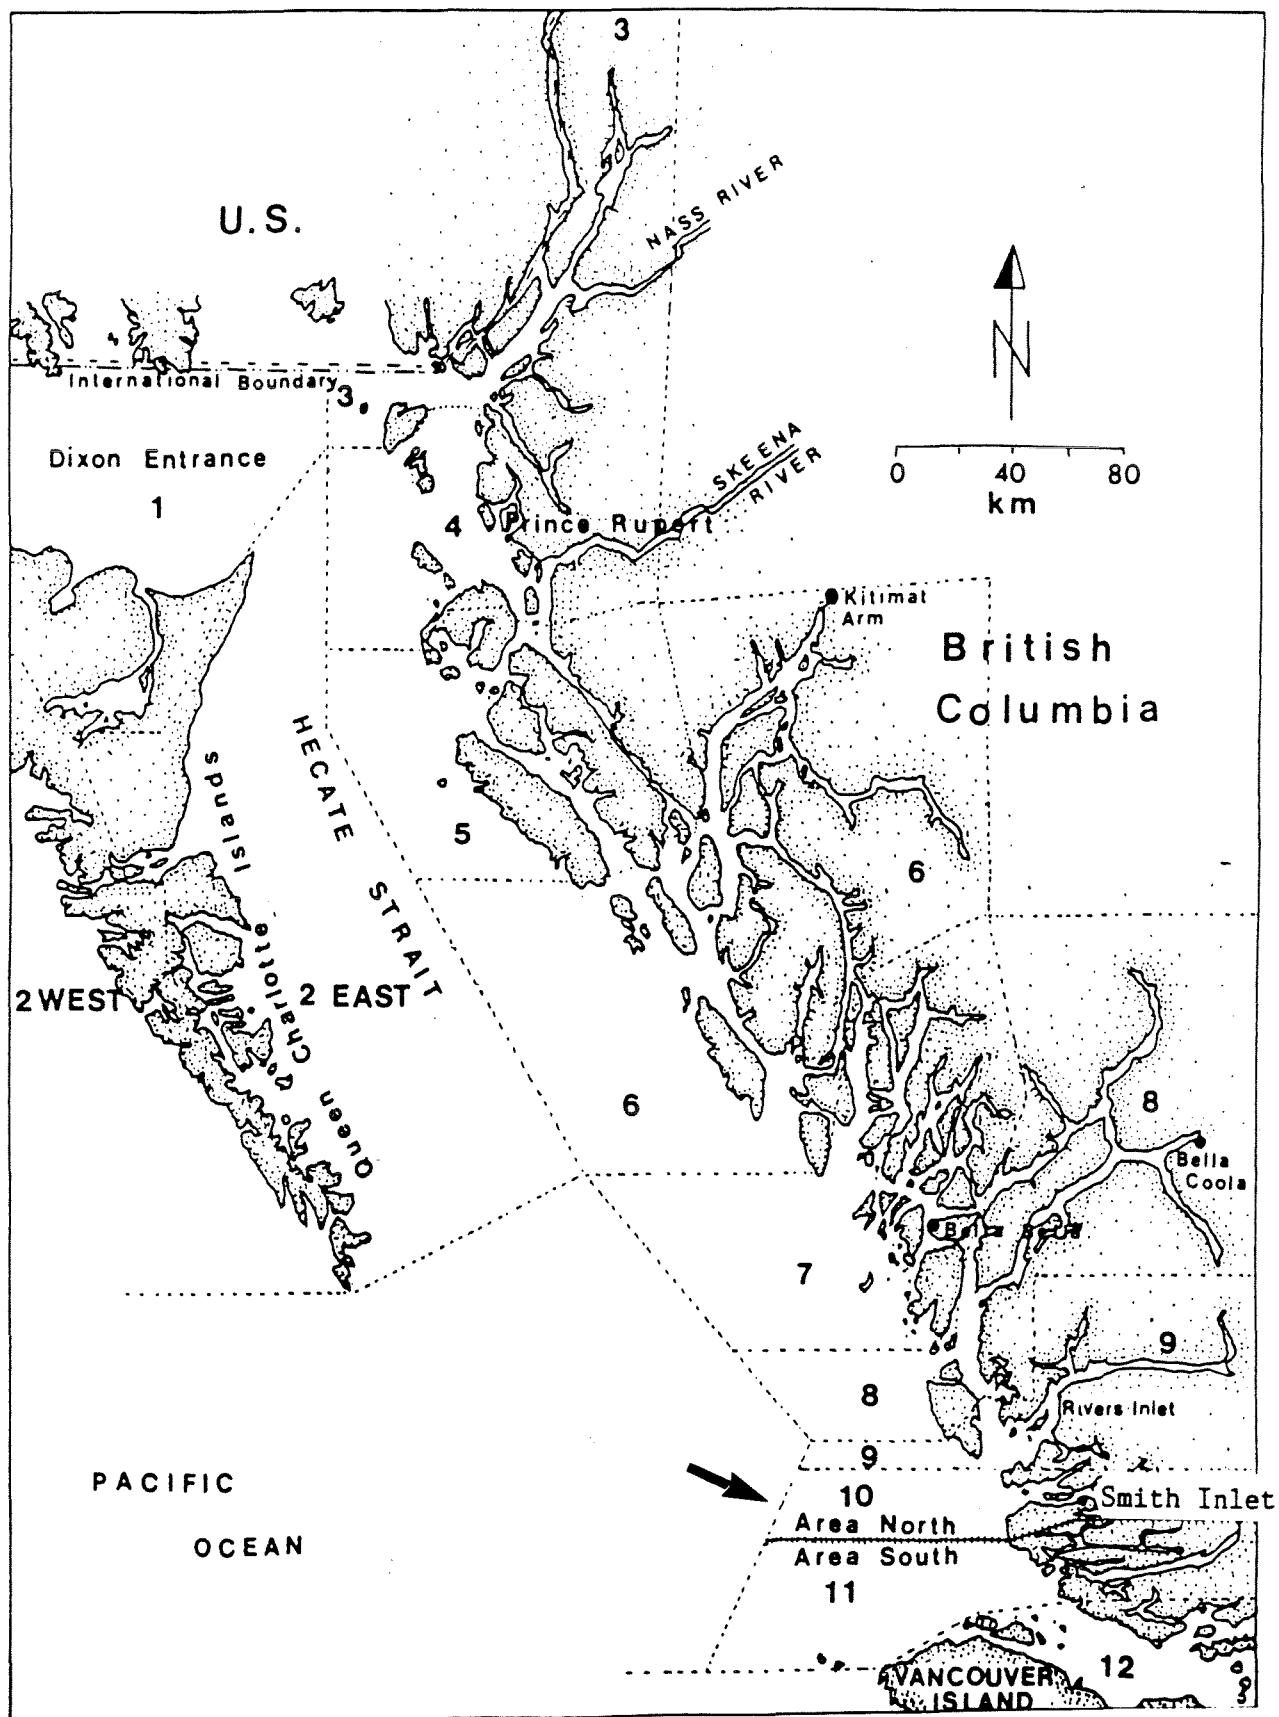 3
NASS RIVER
U.S.
N
International Boundary
3
Dixon Entrance
1
SKEENA
RIVER
0 40 80
km
4
Prince Rupert
Kitimat
Arm
British
Columbia
HECATE STRAIT
5
6
Queen Charlotte Islands
2 WEST
2 EAST
6
8
Bella
Coola
Bella Bella
7
9
8
Rivers Inlet
9
PACIFIC
OCEAN
10
Smith Inlet
Area North
Area South
11
12
VANCOUVER
ISLAND